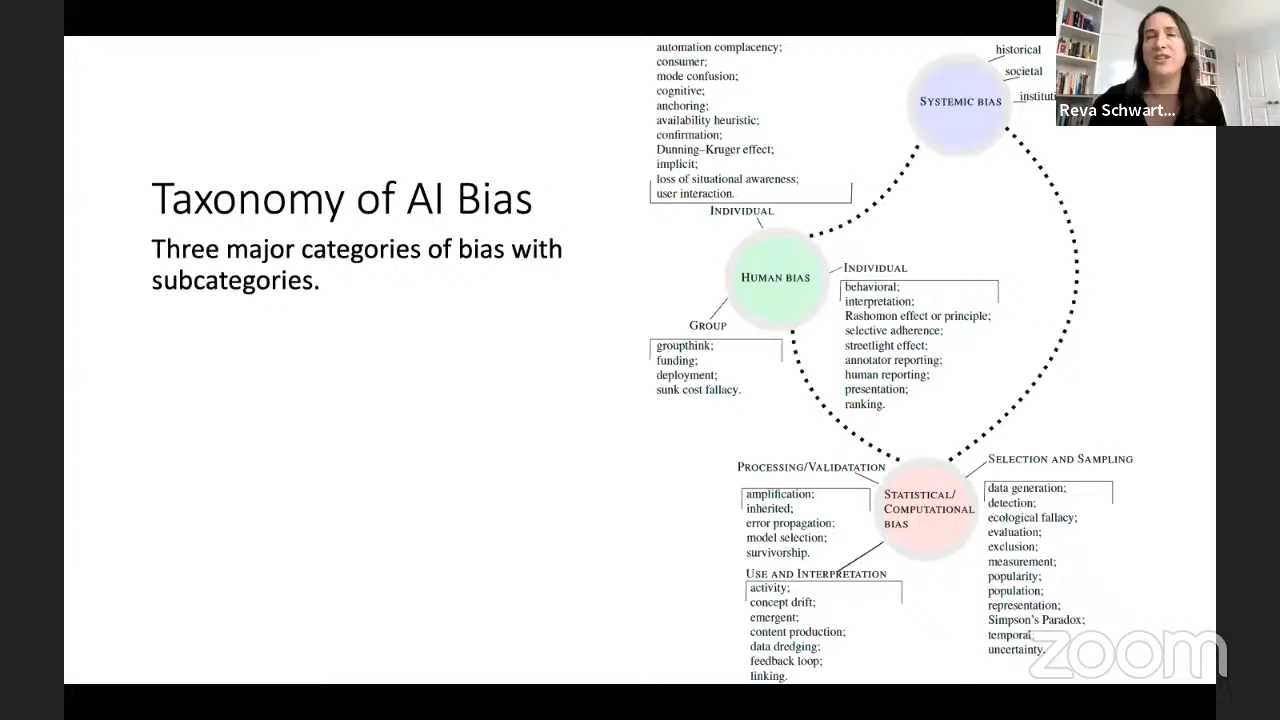 Taxonomy of AI Bias
Three major categories of bias with
subcategories.
automation complacency;
consumer;
mode confusion;
cognitive;
anchoring;
availability heuristic;
confirmation;
Dunning–Kruger effect;
implicit;
loss of situational awareness;
user interaction.
INDIVIDUAL
HUMAN BIAS
GROUP
groupthink;
funding;
deployment;
sunk cost fallacy.
INDIVIDUAL
behavioral;
interpretation;
Rashomon effect or principle;
selective adherence;
streetlight effect;
annotator reporting;
human reporting;
presentation;
ranking.
SYSTEMIC BIAS
historical
societal
instituti
Reva Schwart...
PROCESSING/VALIDATATION
amplification;
inherited;
error propagation;
model selection;
survivorship.
USE AND INTERPRETATION
activity;
concept drift;
emergent;
content production;
data dredging;
feedback loop;
linking.
STATISTICAL/
COMPUTATIONAL
BIAS
SELECTION AND SAMPLING
data generation;
detection;
ecological fallacy;
evaluation;
exclusion;
measurement;
popularity;
population;
representation;
Simpson's Paradox;
temporal;
uncertainty.
zoom